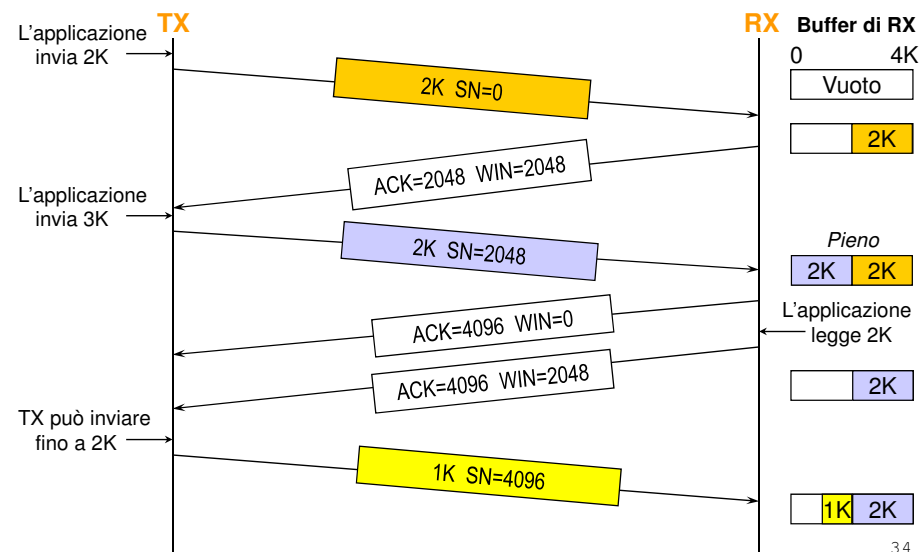 TX
RX
Buffer di RX
L'applicazione
invia 2K
0
4K
Vuoto
2K SN=0
2K
ACK=2048 WIN=2048
L'applicazione
invia 3K
2K SN=2048
Pieno
2K
2K
ACK=4096 WIN=0
L'applicazione
legge 2K
ACK=4096 WIN=2048
2K
TX può inviare
fino a 2K
1K SN=4096
1K
2K
34